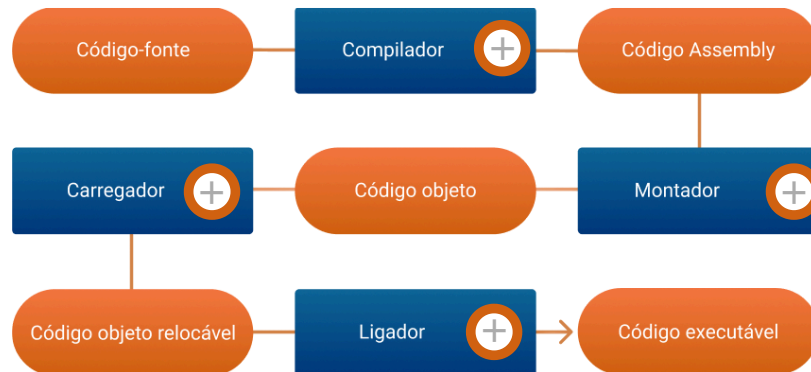 Código-fonte
Compilador
Código Assembly
Montador
Código objeto
Carregador
Código objeto relocável
Ligador
Código executável